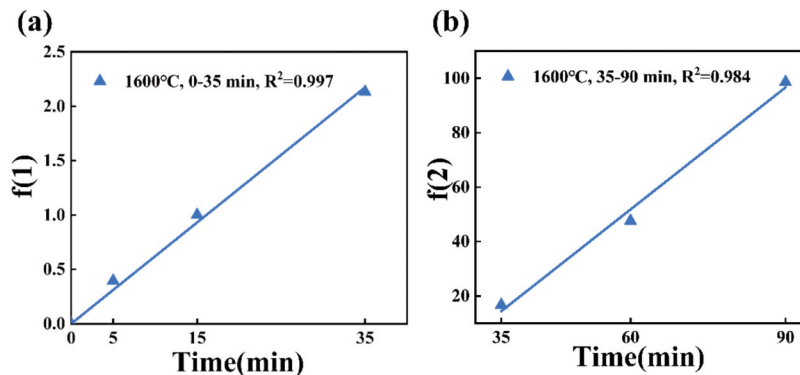 (a)
1600°C, 0-35 min, R²=0.997
f(1)
2.5
2.0
1.5
1.0
0.5
0.0
0 5 15 35
Time(min)
(b)
1600°C, 35-90 min, R²=0.984
f(2)
100
80
60
40
20
35 60 90
Time(min)